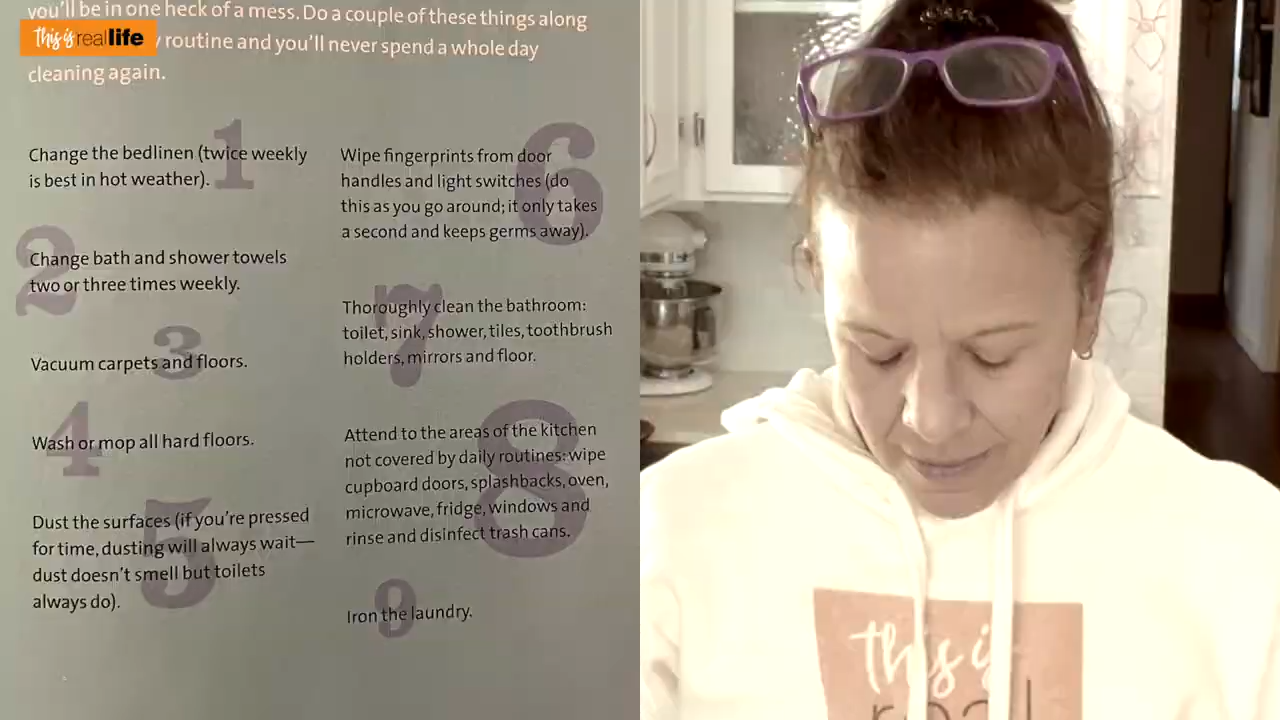 you'll be in one heck of a mess. Do a couple of these things along
this is real life
routine and you'll never spend a whole day
cleaning again.
1
Change the bedlinen (twice weekly
is best in hot weather).
2
Change bath and shower towels
two or three times weekly.
3
Vacuum carpets and floors.
4
Wash or mop all hard floors.
5
Dust the surfaces (if you're pressed
for time, dusting will always wait—
dust doesn't smell but toilets
always do).
6
Wipe fingerprints from door
handles and light switches (do
this as you go around; it only takes
a second and keeps germs away).
7
Thoroughly clean the bathroom:
toilet, sink, shower, tiles, toothbrush
holders, mirrors and floor.
8
Attend to the areas of the kitchen
not covered by daily routines: wipe
cupboard doors, splashbacks, oven,
microwave, fridge, windows and
rinse and disinfect trash cans.
9
Iron the laundry.
this is
real